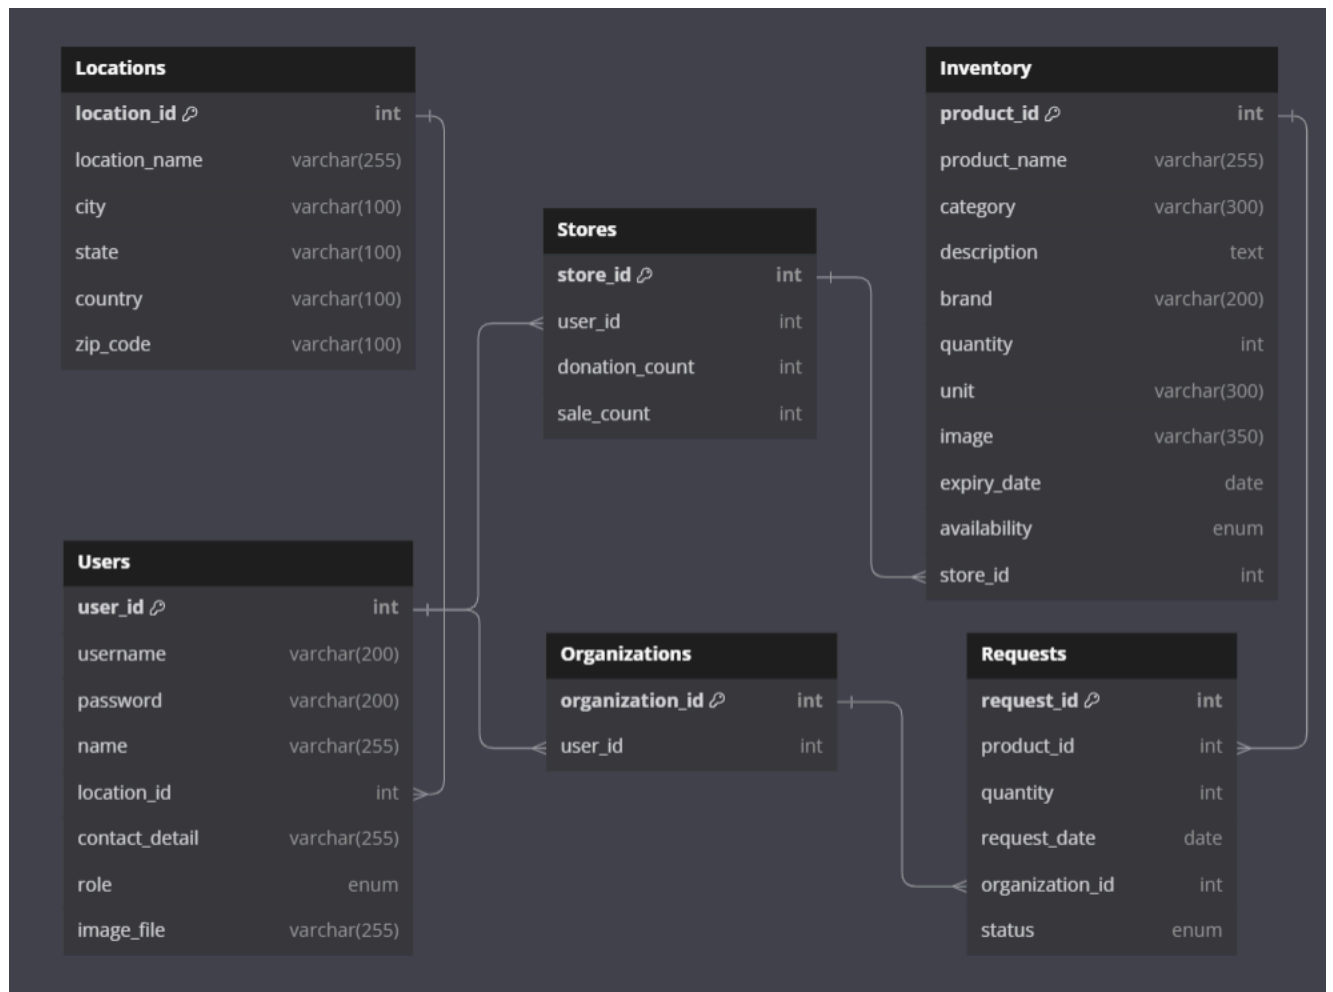 Locations
location_id int
location_name varchar(255)
city varchar(100)
state varchar(100)
country varchar(100)
zip_code varchar(100)
Users
user_id int
username varchar(200)
password varchar(200)
name varchar(255)
location_id int
contact_detail varchar(255)
role enum
image_file varchar(255)
Stores
store_id int
user_id int
donation_count int
sale_count int
Organizations
organization_id int
user_id int
Inventory
product_id int
product_name varchar(255)
category varchar(300)
description text
brand varchar(200)
quantity int
unit varchar(300)
image varchar(350)
expiry_date date
availability enum
store_id int
Requests
request_id int
product_id int
quantity int
request_date date
organization_id int
status enum